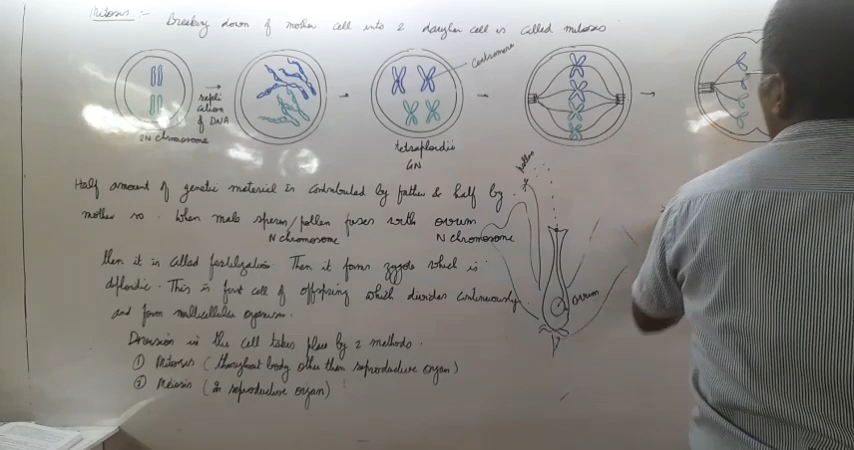 Mitosis :-
Breaking down of mother cell into 2 daughter cell is called mitosis
repli
cation
of DNA
2N chromosome
Centromere
tetraploidic
4N
Half amount of genetic material is contributed by father & half by
mother so. When male sperm/pollen fuses with ovum
N chromosome N chromosome
then it is called fertilization. Then it forms zygote which is
diploidic. This is first cell of offspring which divides continuously
and form multicellular organism.
Division in the cell takes place by 2 methods.
① Mitosis (throughout body other than reproductive organ)
② Meiosis (in reproductive organ)
pollen
ovum